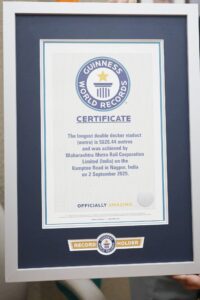 GUINNESS
WORLD RECORDS
CERTIFICATE
The longest double decker viaduct
(metro) is 5628.44 metres
and was achieved by
Maharashtra Metro Rail Corporation
Limited (India) on the
Kamptee Road in Nagpur, India
on 2 September 2025.
OFFICIALLY AMAZING
RECORD HOLDER